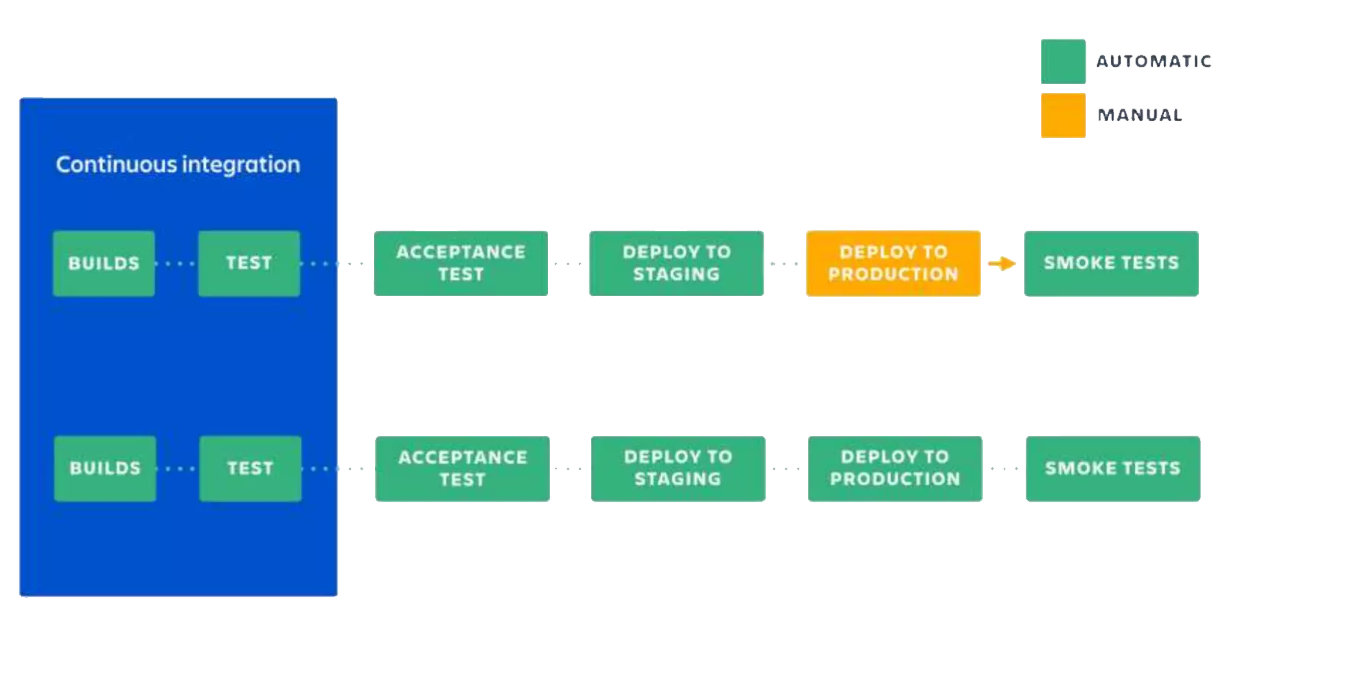 AUTOMATIC
MANUAL
Continuous integration
BUILDS
TEST
ACCEPTANCE
TEST
DEPLOY TO
STAGING
DEPLOY TO
PRODUCTION
SMOKE TESTS
BUILDS
TEST
ACCEPTANCE
TEST
DEPLOY TO
STAGING
DEPLOY TO
PRODUCTION
SMOKE TESTS